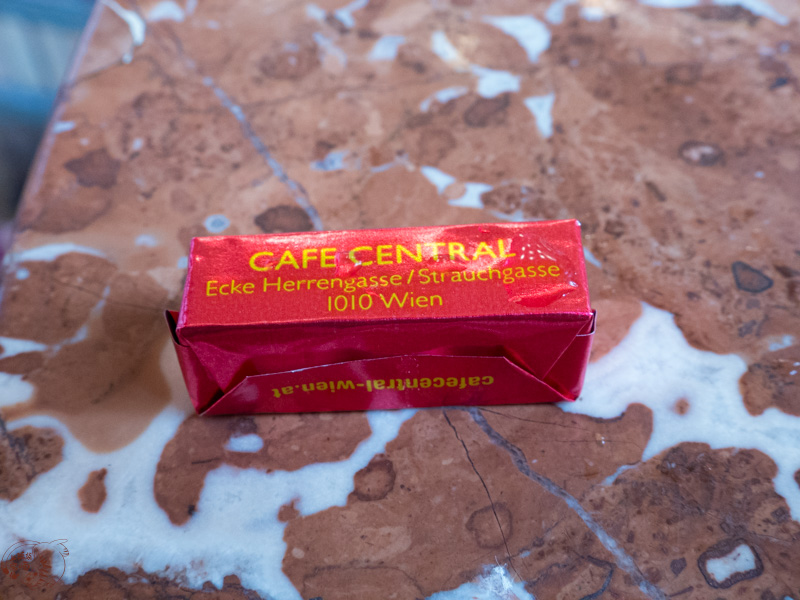 CAFE CENTRAL
Ecke Herrengasse/Strauchgasse
1010 Wien
cafecentral-wien.at